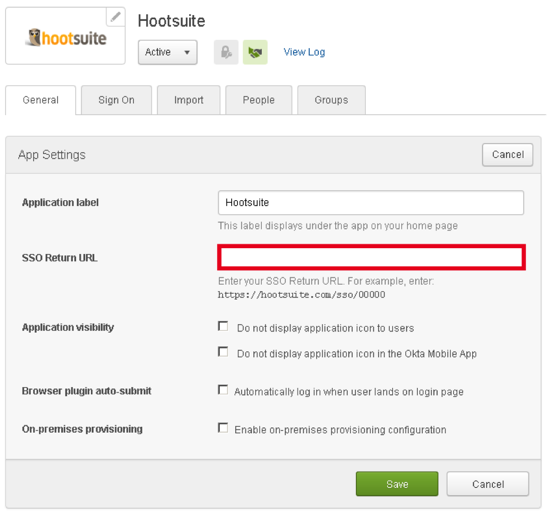 Hootsuite
hootsuite
Active
View Log
General
Sign On
Import
People
Groups
App Settings
Cancel
Application label
Hootsuite
This label displays under the app on your home page
SSO Return URL
Enter your SSO Return URL. For example, enter:
https://hootsuite.com/sso/00000
Application visibility
Do not display application icon to users
Do not display application icon in the Okta Mobile App
Browser plugin auto-submit
Automatically log in when user lands on login page
On-premises provisioning
Enable on-premises provisioning configuration
Save
Cancel